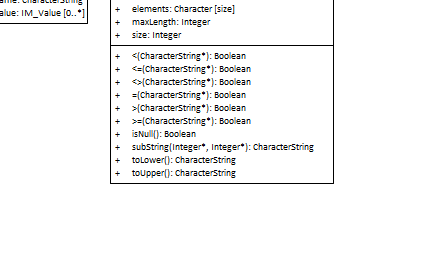 ame: CharacterString
alue: IM_Value [0..*]
+ elements: Character [size]
+ maxLength: Integer
+ size: Integer
+ <(CharacterString*): Boolean
+ <=(CharacterString*): Boolean
+ <>(CharacterString*): Boolean
+ =(CharacterString*): Boolean
+ >(CharacterString*): Boolean
+ >=(CharacterString*): Boolean
+ isNull(): Boolean
+ subString(Integer*, Integer*): CharacterString
+ toLower(): CharacterString
+ toUpper(): CharacterString